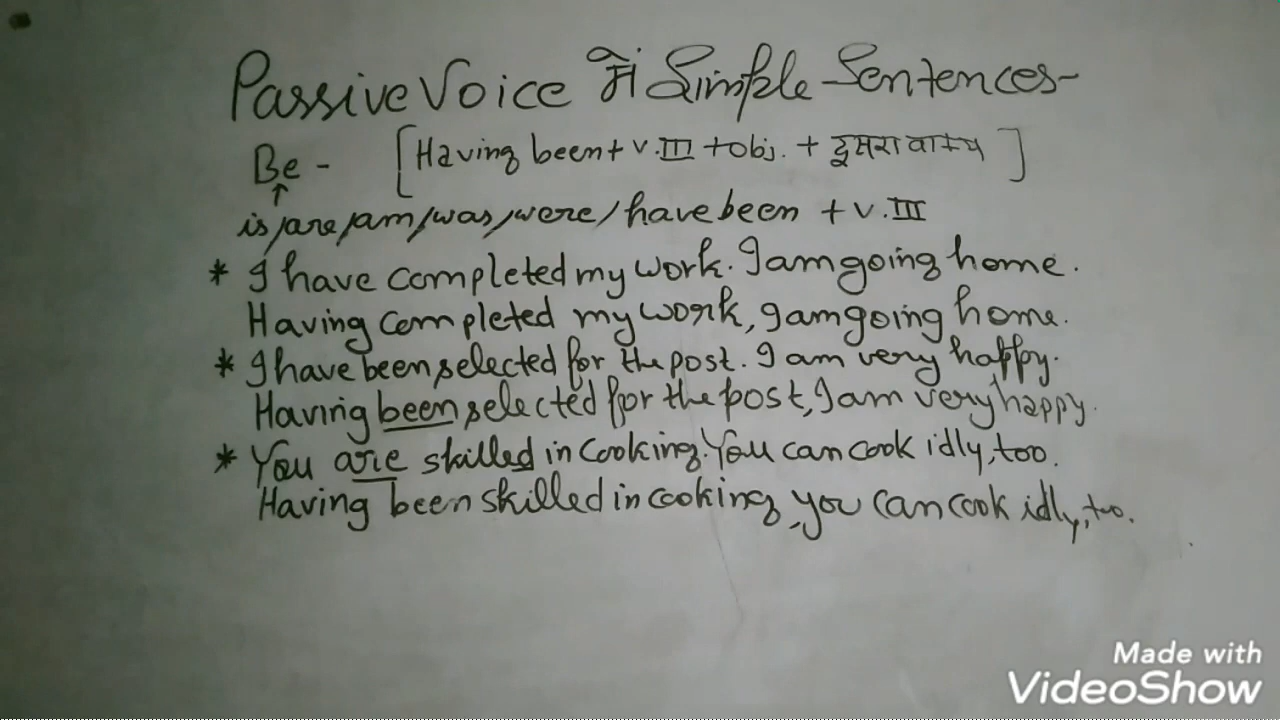 Passive Voice में Simple Sentences-
Be - [Having been + v.III + obj. + दूसरा वाक्य]
↑
is/are/am/was/were/have been + v.III
* I have completed my work. I am going home.
Having completed my work, I am going home.
* I have been selected for the post. I am very happy.
Having been selected for the post, I am very happy.
* You are skilled in cooking. You can cook idly, too.
Having been skilled in cooking, you can cook idly, too.
Made with
VideoShow